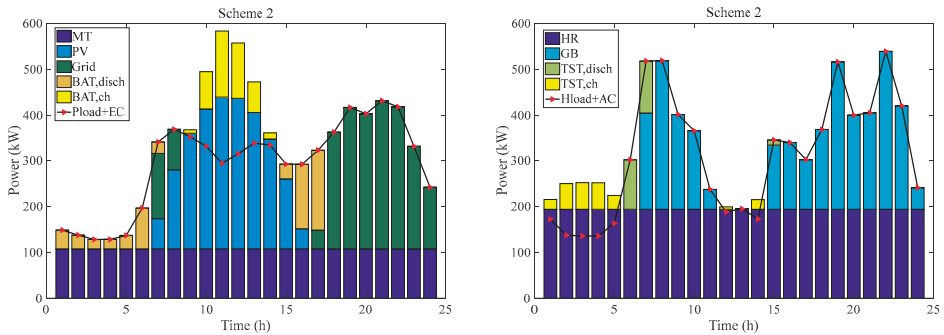 Scheme 2
Power (kW)
600
500
400
300
200
100
0
MT
PV
Grid
BAT,disch
BAT,ch
Pload+EC
0 5 10 15 20 25
Time (h)
Scheme 2
Power (kW)
600
500
400
300
200
100
0
HR
GB
TST,disch
TST,ch
Hload+AC
0 5 10 15 20 25
Time (h)